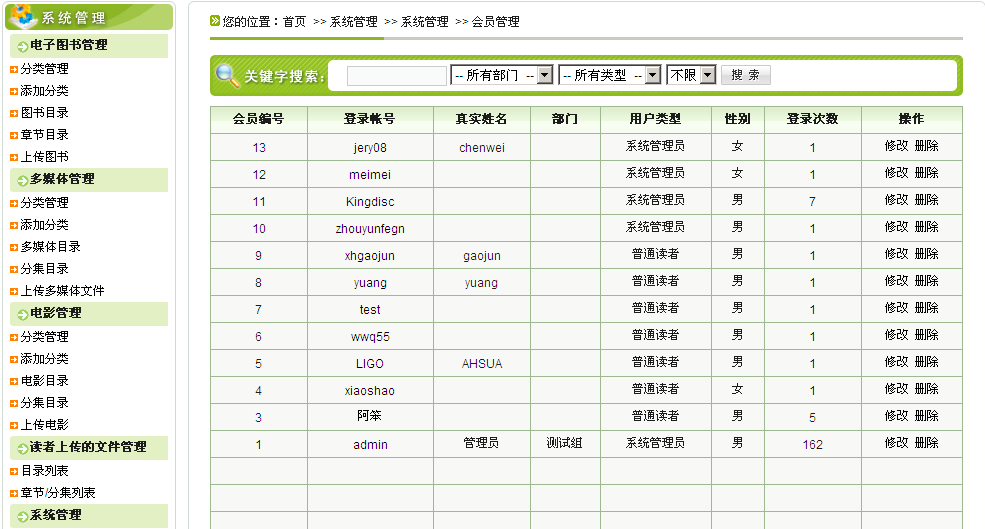 系统管理
电子图书管理
分类管理
添加分类
图书目录
章节目录
上传图书
多媒体管理
分类管理
添加分类
多媒体目录
分集目录
上传多媒体文件
电影管理
分类管理
添加分类
电影目录
分集目录
上传电影
读者上传的文件管理
目录列表
章节/分集列表
系统管理
您的位置：首页 >> 系统管理 >> 系统管理 >> 会员管理
关键字搜索: -- 所有部门 -- -- 所有类型 -- 不限 搜 索
会员编号 登录帐号 真实姓名 部门 用户类型 性别 登录次数 操作
13 jery08 chenwei 系统管理员 女 1 修改 删除
12 meimei 系统管理员 女 1 修改 删除
11 Kingdisc 系统管理员 男 7 修改 删除
10 zhouyunfegn 系统管理员 男 1 修改 删除
9 xhgaojun gaojun 普通读者 男 1 修改 删除
8 yuang yuang 普通读者 男 1 修改 删除
7 test 普通读者 男 1 修改 删除
6 wwq55 普通读者 男 1 修改 删除
5 LIGO AHSUA 普通读者 男 1 修改 删除
4 xiaoshao 普通读者 女 1 修改 删除
3 阿笨 普通读者 男 5 修改 删除
1 admin 管理员 测试组 系统管理员 男 162 修改 删除